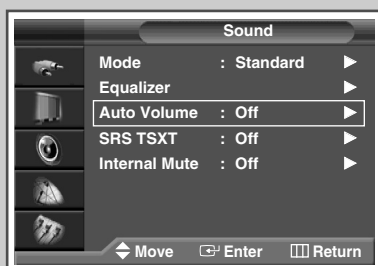 Sound
Mode : Standard
Equalizer
Auto Volume : Off
SRS TSXT : Off
Internal Mute : Off
Move Enter Return